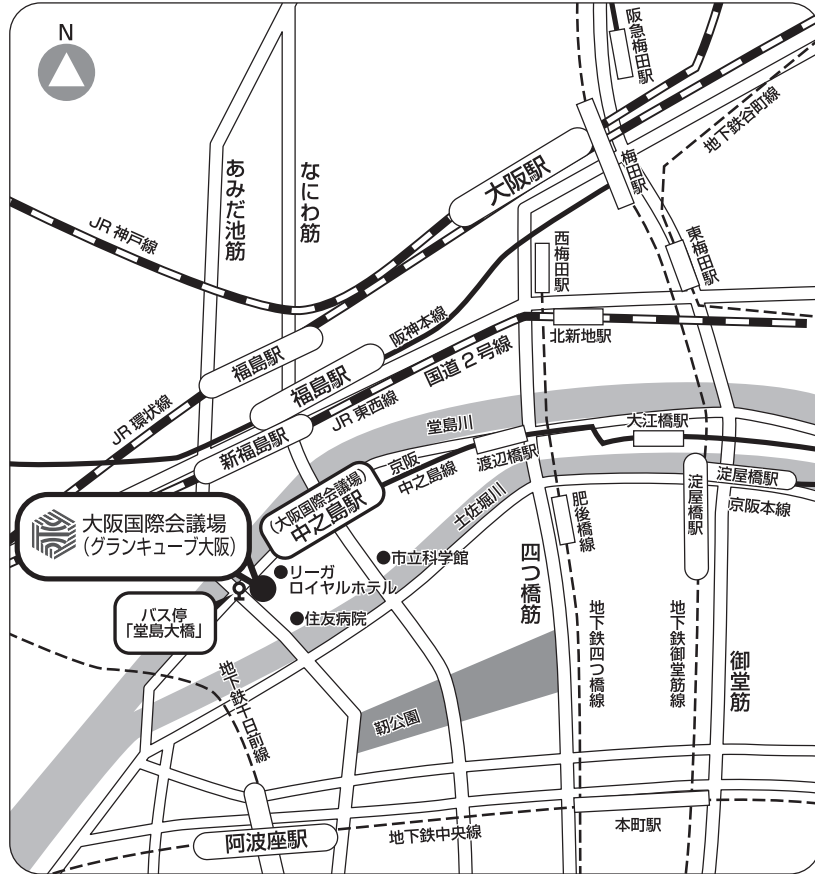 N
阪急梅田駅
地下鉄谷町線
あみだ池筋
なにわ筋
大阪駅
梅田駅
JR 神戸線
西梅田駅
東梅田駅
阪神本線
北新地駅
福島駅
福島駅
国道2号線
JR 環状線
JR 東西線
新福島駅
堂島川
大江橋駅
京阪
中之島線
渡辺橋駅
(大阪国際会議場)
中之島駅
淀屋橋駅
淀屋橋駅
京阪本線
土佐堀川
肥後橋線
大阪国際会議場
(グランキューブ大阪)
四つ橋筋
●市立科学館
●リーガ
ロイヤルホテル
バス停
「堂島大橋」
●住友病院
地下鉄四つ橋線
地下鉄御堂筋線
御堂筋
地下鉄千日前線
靭公園
阿波座駅
地下鉄中央線
本町駅